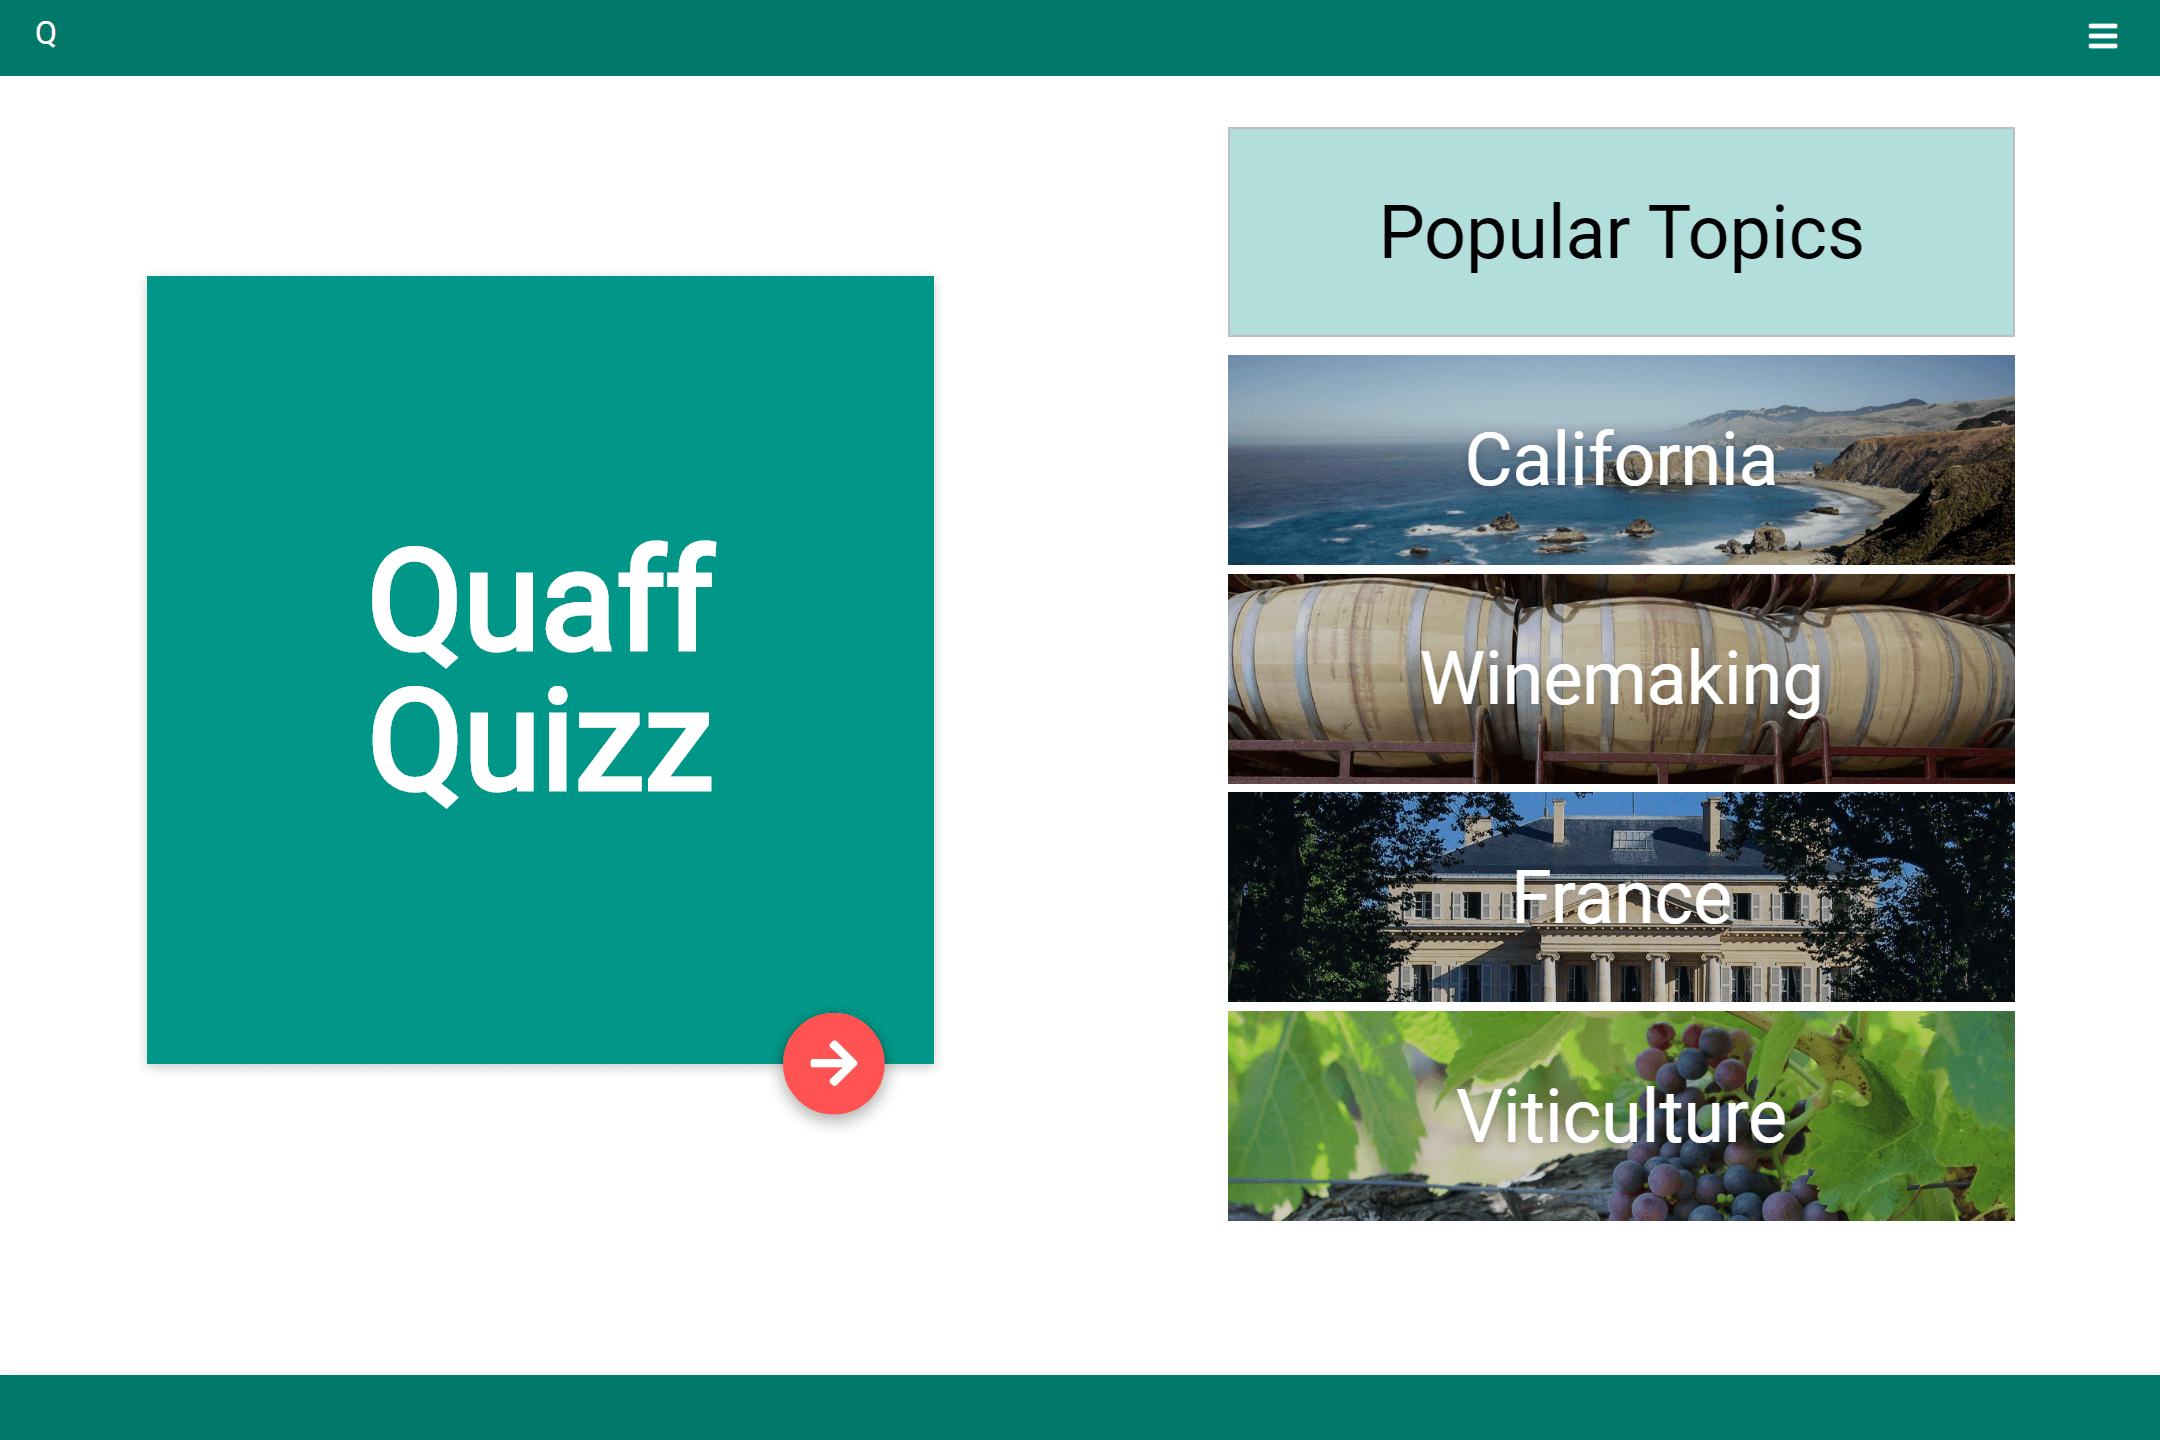 Q
Quaff
Quizz
Popular Topics
California
Winemaking
France
Viticulture